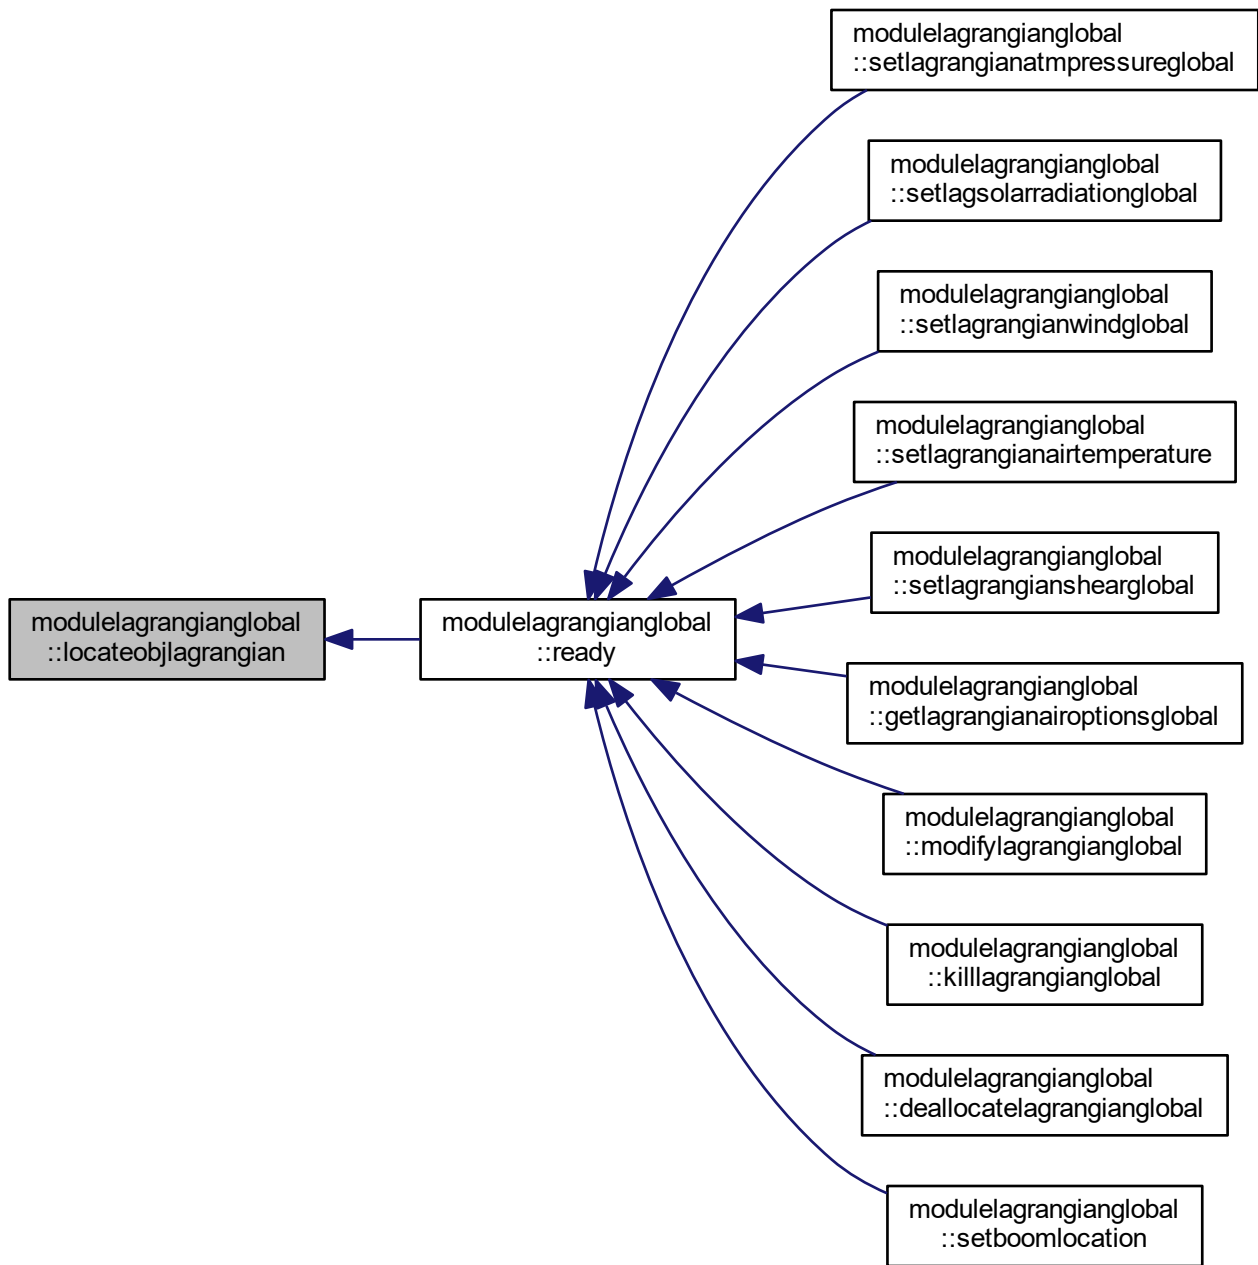 modulelagrangianglobal
::setlagrangianatmpressureglobal
modulelagrangianglobal
::setlagsolarradiationglobal
modulelagrangianglobal
::setlagrangianwindglobal
modulelagrangianglobal
::setlagrangianairtemperature
modulelagrangianglobal
::setlagrangianshearglobal
modulelagrangianglobal
::locateobjlagrangian
modulelagrangianglobal
::ready
modulelagrangianglobal
::getlagrangianairoptionsglobal
modulelagrangianglobal
::modifylagrangianglobal
modulelagrangianglobal
::killlagrangianglobal
modulelagrangianglobal
::deallocatelagrangianglobal
modulelagrangianglobal
::setboomlocation